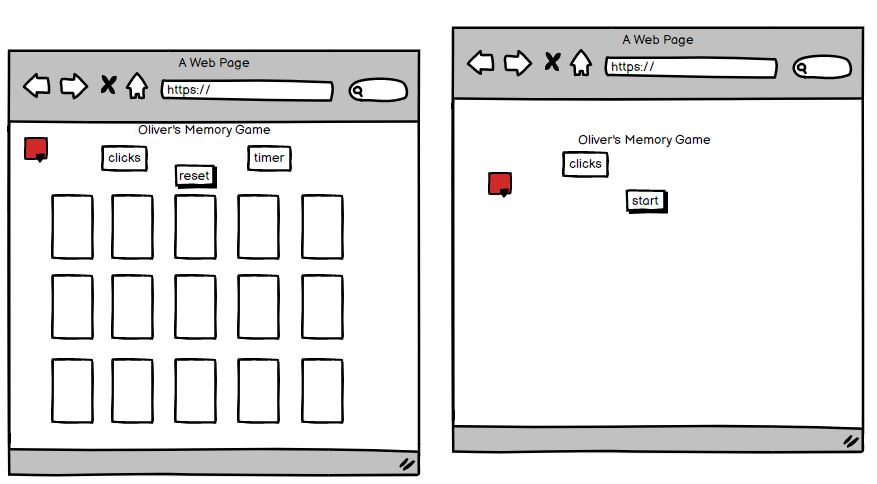 A Web Page
https://
Oliver's Memory Game
clicks
timer
reset
A Web Page
https://
Oliver's Memory Game
clicks
start